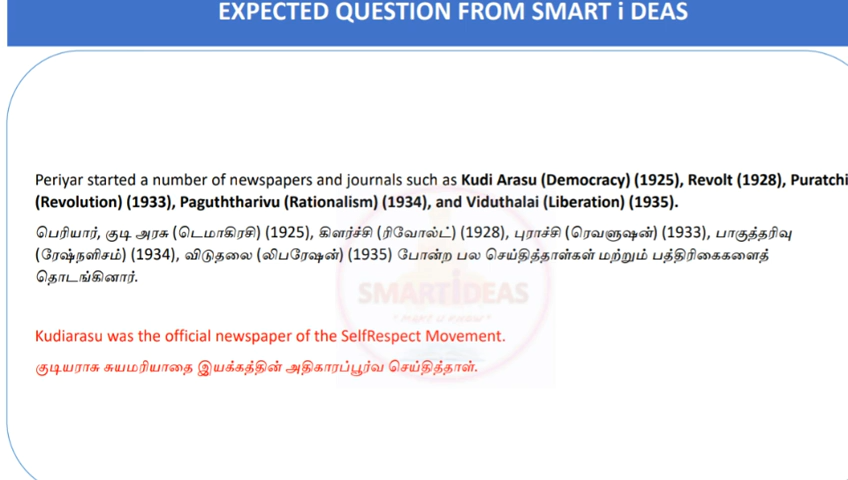 EXPECTED QUESTION FROM SMART i DEAS
Periyar started a number of newspapers and journals such as Kudi Arasu (Democracy) (1925), Revolt (1928), Puratchi
(Revolution) (1933), Paguththarivu (Rationalism) (1934), and Viduthalai (Liberation) (1935).
பெரியார், குடி அரசு (டெமாகிரசி) (1925), கிளர்ச்சி (ரிவோல்ட்) (1928), புராச்சி (ரெவளுஷன்) (1933), பாகுத்தரிவு
(ரேஷ்நளிசம்) (1934), விடுதலை (லிபரேஷன்) (1935) போன்ற பல செய்தித்தாள்கள் மற்றும் பத்திரிகைகளைத்
தொடங்கினார்.
SMARTiDEAS
Kudiarasu was the official newspaper of the SelfRespect Movement.
குடியராசு சுயமரியாதை இயக்கத்தின் அதிகாரப்பூர்வ செய்தித்தாள்.